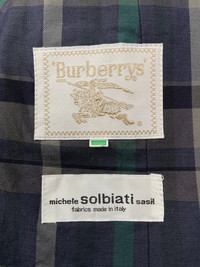 Burberrys'
®
michele solbiati sasil
fabrics made in italy